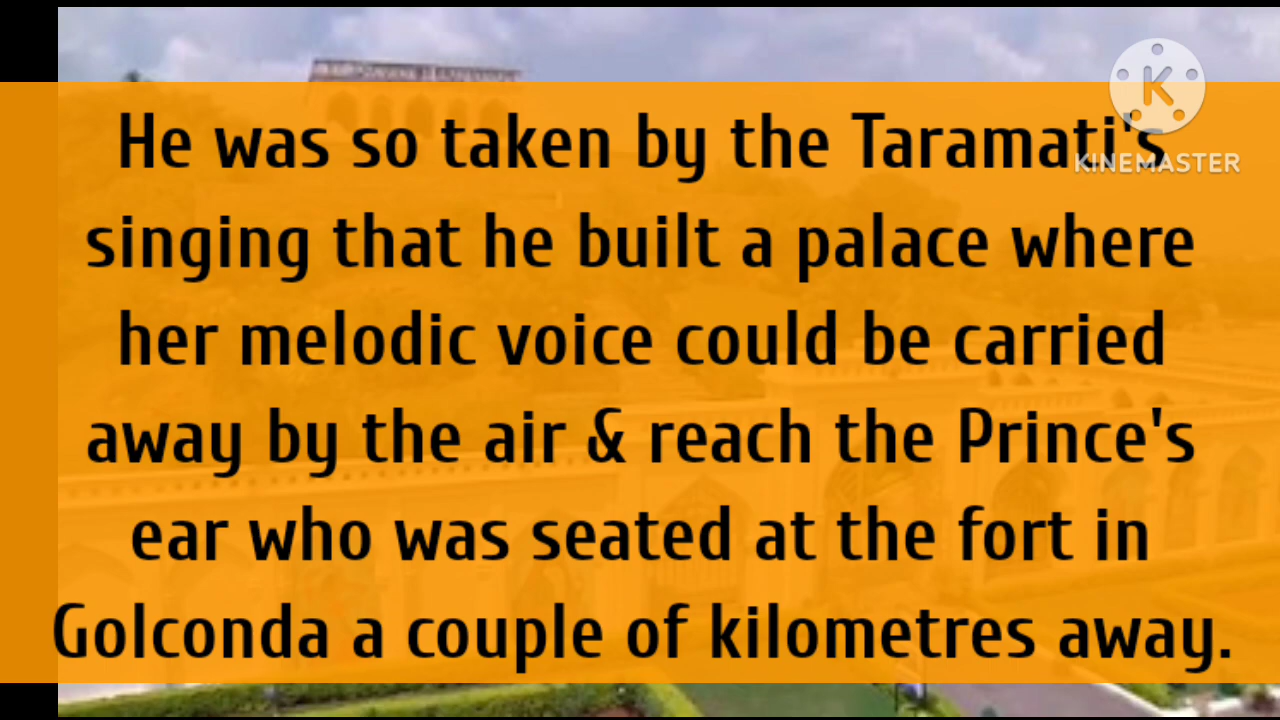 He was so taken by the Taramati's
singing that he built a palace where
her melodic voice could be carried
away by the air & reach the Prince's
ear who was seated at the fort in
Golconda a couple of kilometres away.
K
KINEMASTER